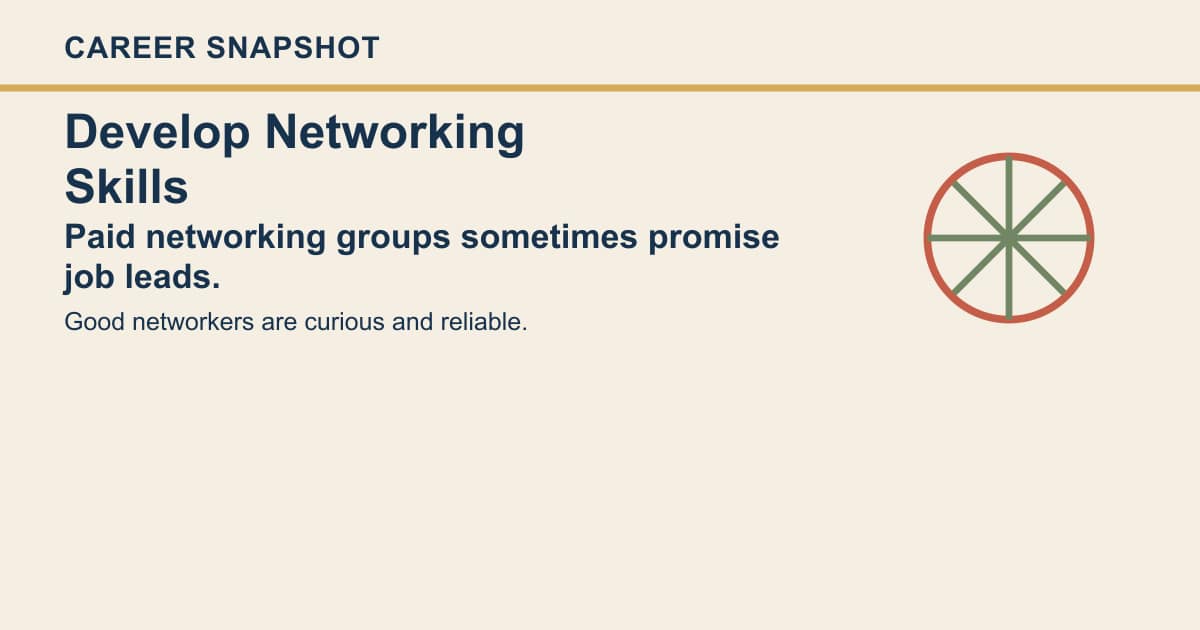 CAREER SNAPSHOT
Develop Networking
Skills
Paid networking groups sometimes promise
job leads.
Good networkers are curious and reliable.